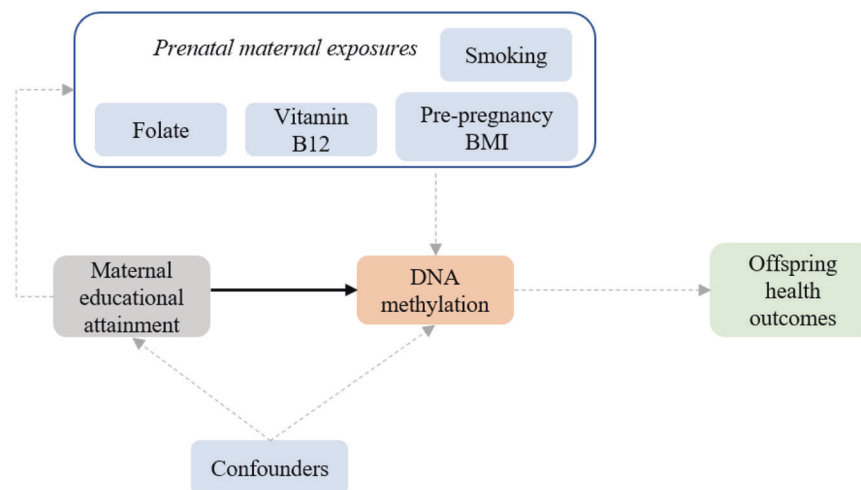 Prenatal maternal exposures
Smoking
Folate
Vitamin
B12
Pre-pregnancy
BMI
Maternal
educational
attainment
DNA
methylation
Offspring
health
outcomes
Confounders